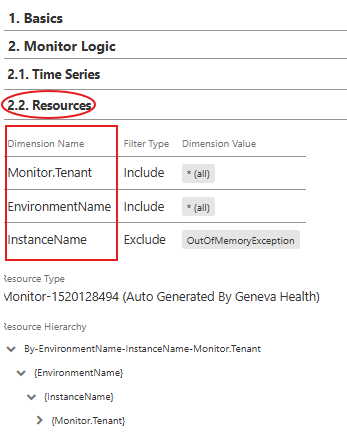 1. Basics
2. Monitor Logic
2.1. Time Series
2.2. Resources
Dimension Name Filter Type Dimension Value
Monitor.Tenant Include * (all)
EnvironmentName Include * (all)
InstanceName Exclude OutOfMemoryException
Resource Type
Monitor-1520128494 (Auto Generated By Geneva Health)
Resource Hierarchy
By-EnvironmentName-InstanceName-Monitor.Tenant
{EnvironmentName}
{InstanceName}
{Monitor.Tenant}